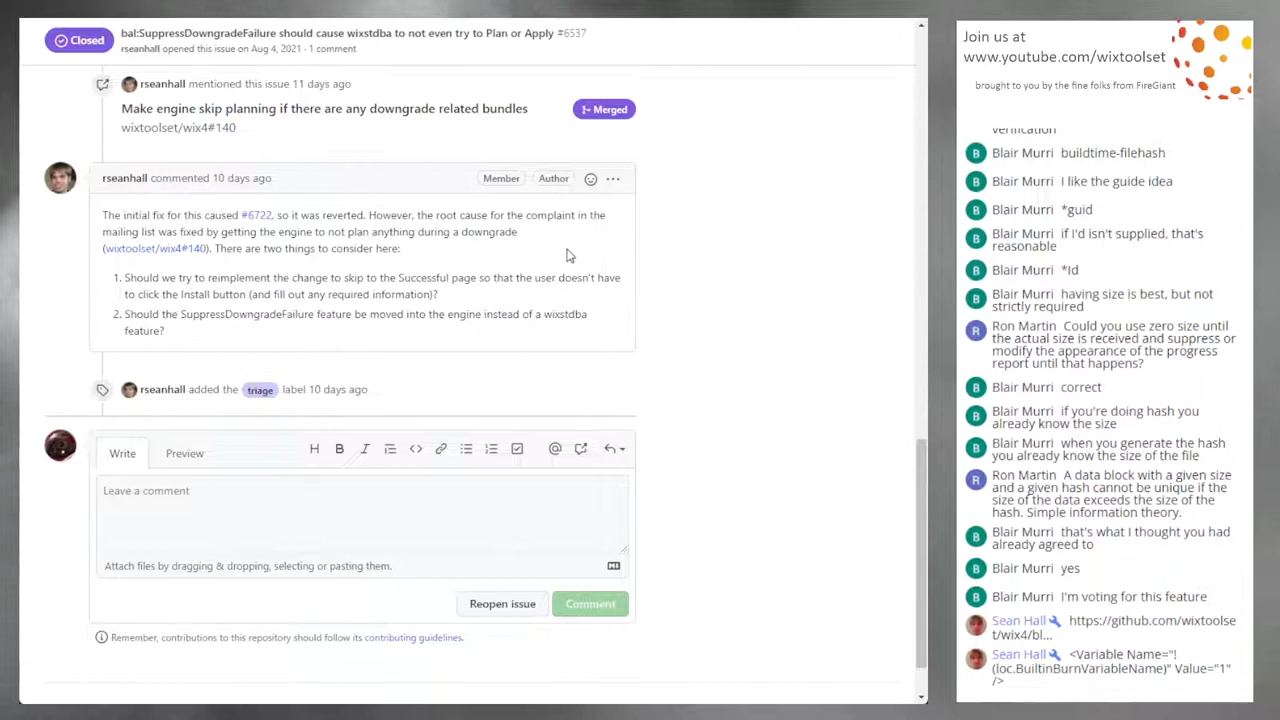 Closed
bal:SuppressDowngradeFailure should cause wixstdba to not even try to Plan or Apply #6537
rseanhall opened this issue on Aug 4, 2021 · 1 comment
rseanhall mentioned this issue 11 days ago
Make engine skip planning if there are any downgrade related bundles
Merged
wixtoolset/wix4#140
rseanhall commented 10 days ago
Member
Author
The initial fix for this caused #6722, so it was reverted. However, the root cause for the complaint in the
mailing list was fixed by getting the engine to not plan anything during a downgrade
(wixtoolset/wix4#140). There are two things to consider here:
1. Should we try to reimplement the change to skip to the Successful page so that the user doesn't have
to click the Install button (and fill out any required information)?
2. Should the SuppressDowngradeFailure feature be moved into the engine instead of a wixstdba
feature?
rseanhall added the triage label 10 days ago
Write
Preview
Leave a comment
Attach files by dragging & dropping, selecting or pasting them.
Reopen issue
Comment
Remember, contributions to this repository should follow its contributing guidelines.
Join us at
www.youtube.com/wixtoolset
brought to you by the fine folks from FireGiant
verification
B Blair Murri buildtime-filehash
B Blair Murri I like the guide idea
B Blair Murri *guid
B Blair Murri if I'd isn't supplied, that's
reasonable
B Blair Murri *Id
B Blair Murri having size is best, but not
strictly required
R Ron Martin Could you use zero size until
the actual size is received and suppress or
modify the appearance of the progress
report until that happens?
B Blair Murri correct
B Blair Murri if you're doing hash you
already know the size
B Blair Murri when you generate the hash
you already know the size of the file
R Ron Martin A data block with a given size
and a given hash cannot be unique if the
size of the data exceeds the size of the
hash. Simple information theory.
B Blair Murri that's what I thought you had
already agreed to
B Blair Murri yes
B Blair Murri I'm voting for this feature
Sean Hall https://github.com/wixtoolse
t/wix4/bl...
Sean Hall <Variable Name="!
(loc.BuiltinBurnVariableName)" Value="1"
/>